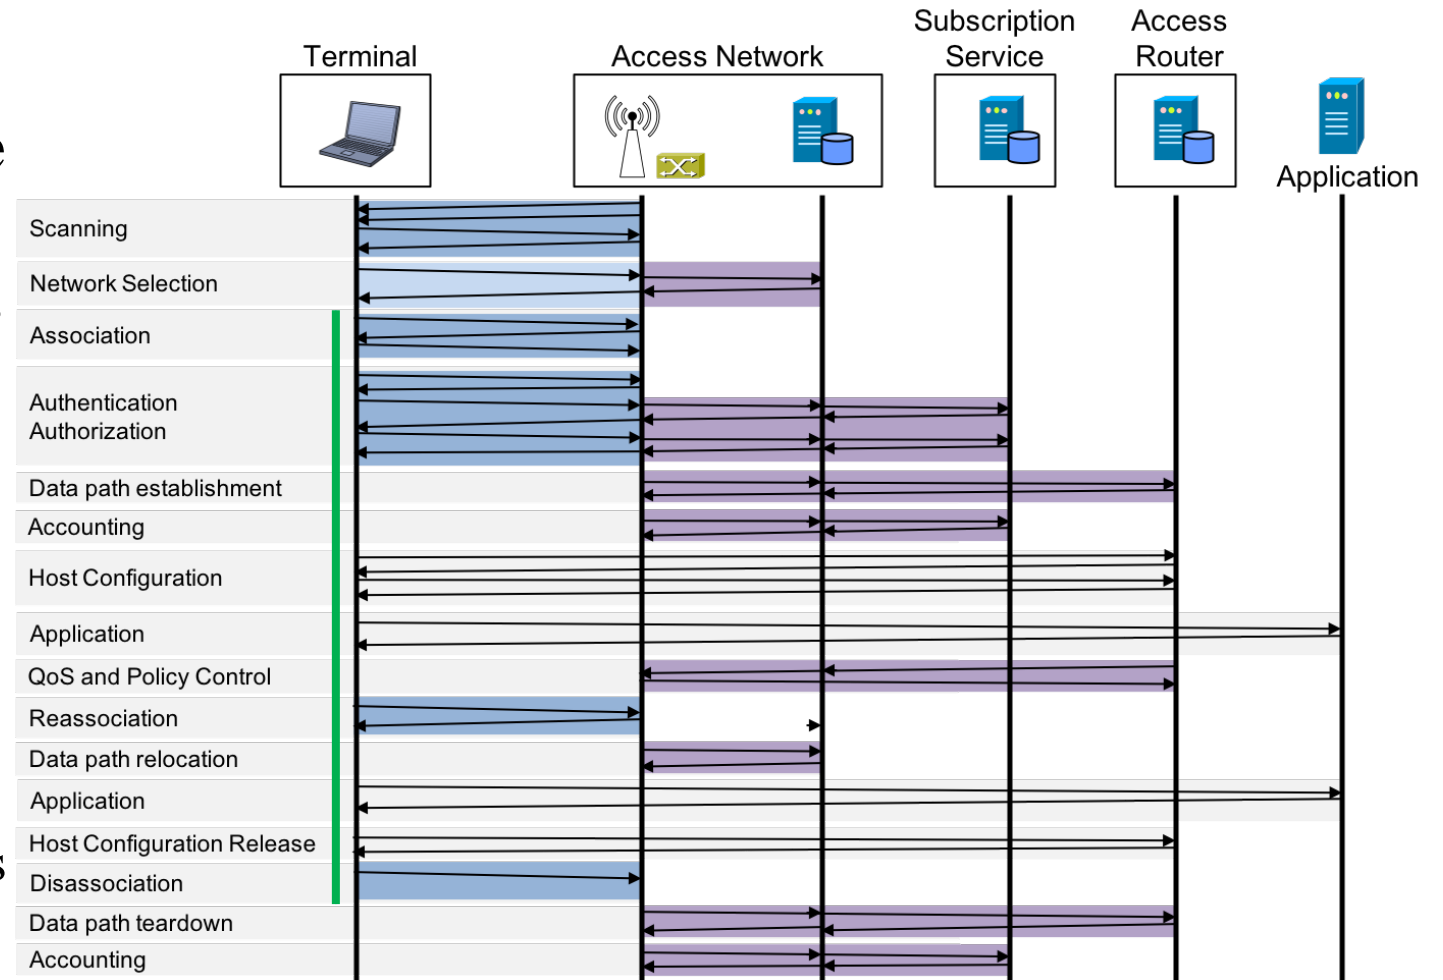 Subscription
Service
Access
Router
Terminal
Access Network
Application
e
Scanning
Network Selection
Association
Authentication
Authorization
Data path establishment
Accounting
Host Configuration
Application
QoS and Policy Control
Reassociation
Data path relocation
Application
Host Configuration Release
s
Disassociation
Data path teardown
Accounting